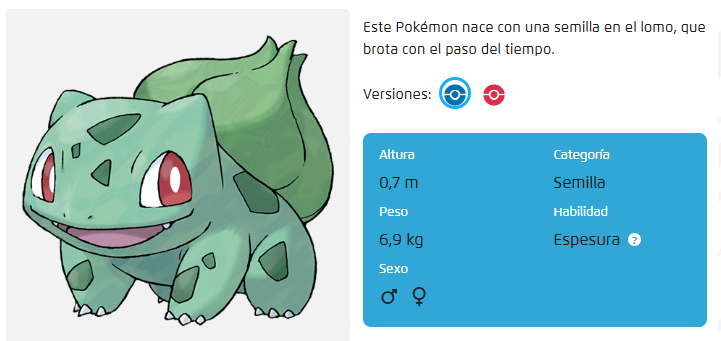 Este Pokémon nace con una semilla en el lomo, que
brota con el paso del tiempo.
Versiones:
Altura
0,7 m
Categoría
Semilla
Peso
6,9 kg
Habilidad
Espesura ?
Sexo
♂ ♀